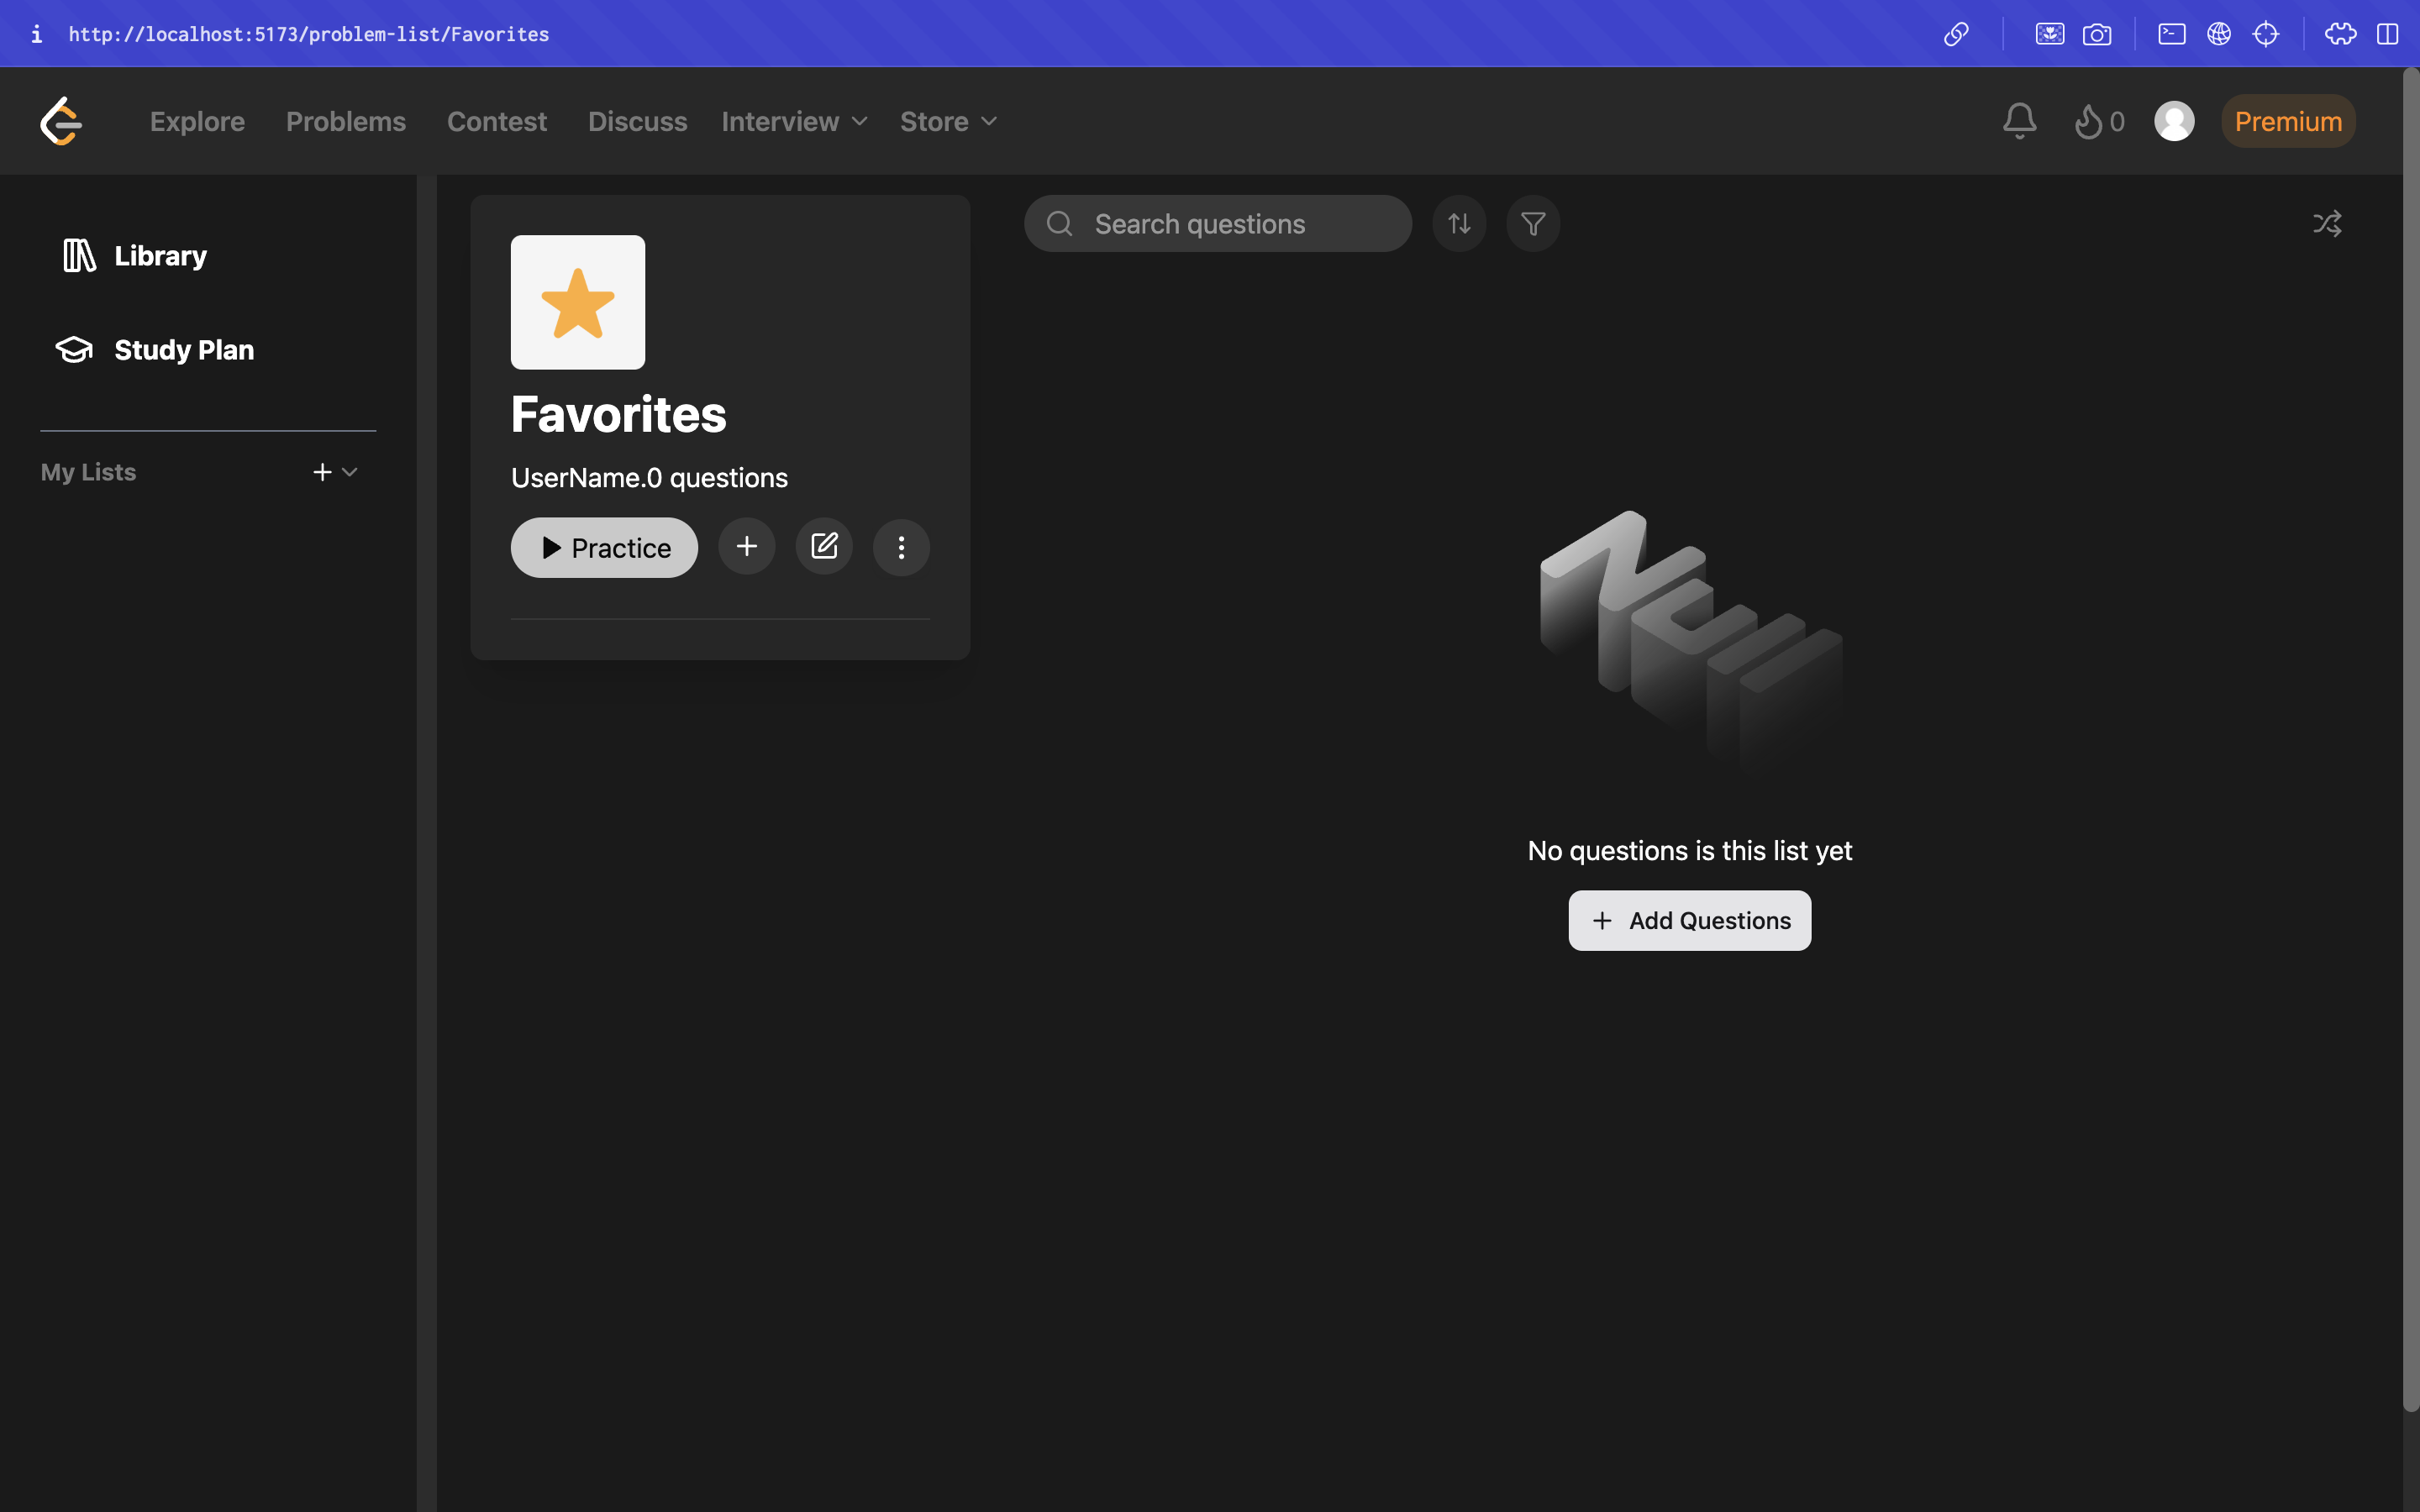 http://localhost:5173/problem-list/Favorites
Explore Problems Contest Discuss Interview Store 0 Premium
Library
Study Plan
My Lists
Favorites
UserName.0 questions
Practice
Search questions
Null
No questions is this list yet
Add Questions